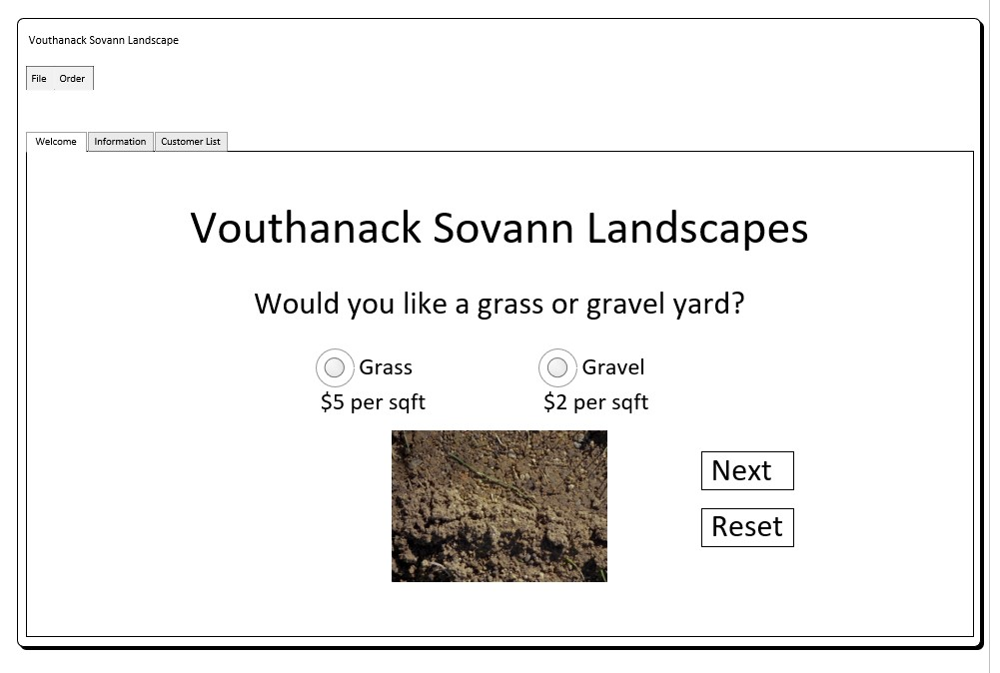 Vouthanack Sovann Landscape
File Order
Welcome Information Customer List
Vouthanack Sovann Landscapes
Would you like a grass or gravel yard?
Grass Gravel
$5 per sqft $2 per sqft
Next
Reset